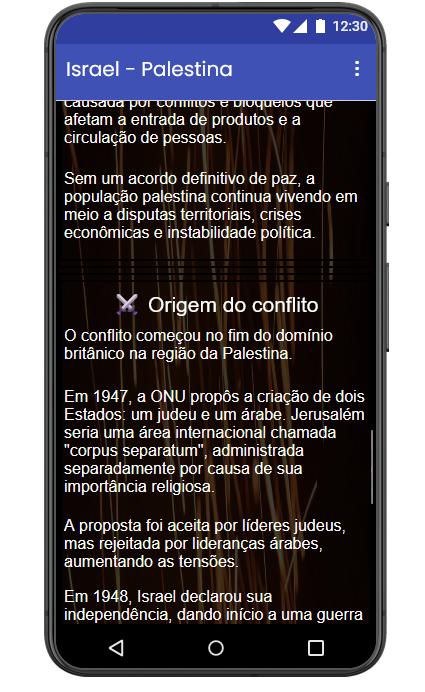 12:30
Israel - Palestina
causada por conflitos e bloqueios que
afetam a entrada de produtos e a
circulação de pessoas.
Sem um acordo definitivo de paz, a
população palestina continua vivendo em
meio a disputas territoriais, crises
econômicas e instabilidade política.
⚔️ Origem do conflito
O conflito começou no fim do domínio
britânico na região da Palestina.
Em 1947, a ONU propôs a criação de dois
Estados: um judeu e um árabe. Jerusalém
seria uma área internacional chamada
"corpus separatum", administrada
separadamente por causa de sua
importância religiosa.
A proposta foi aceita por líderes judeus,
mas rejeitada por lideranças árabes,
aumentando as tensões.
Em 1948, Israel declarou sua
independência, dando início a uma guerra